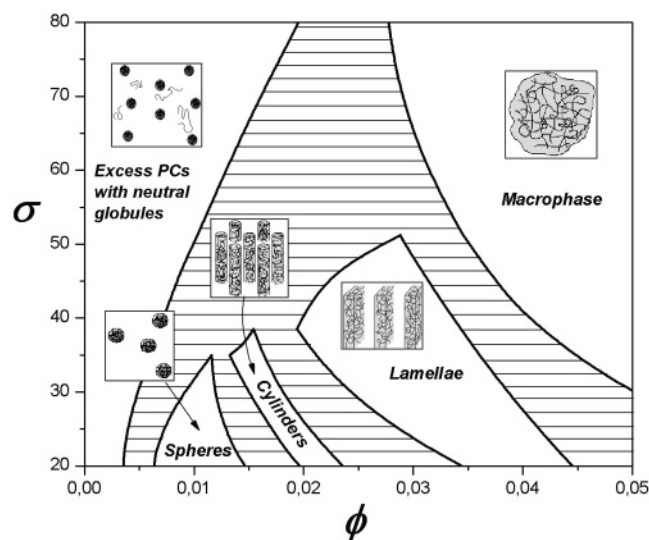 80
70
60
50
40
30
20
σ
Excess PCs
with neutral
globules
Macrophase
Lamellae
Cylinders
Spheres
0,00 0,01 0,02 0,03 0,04 0,05
ϕ